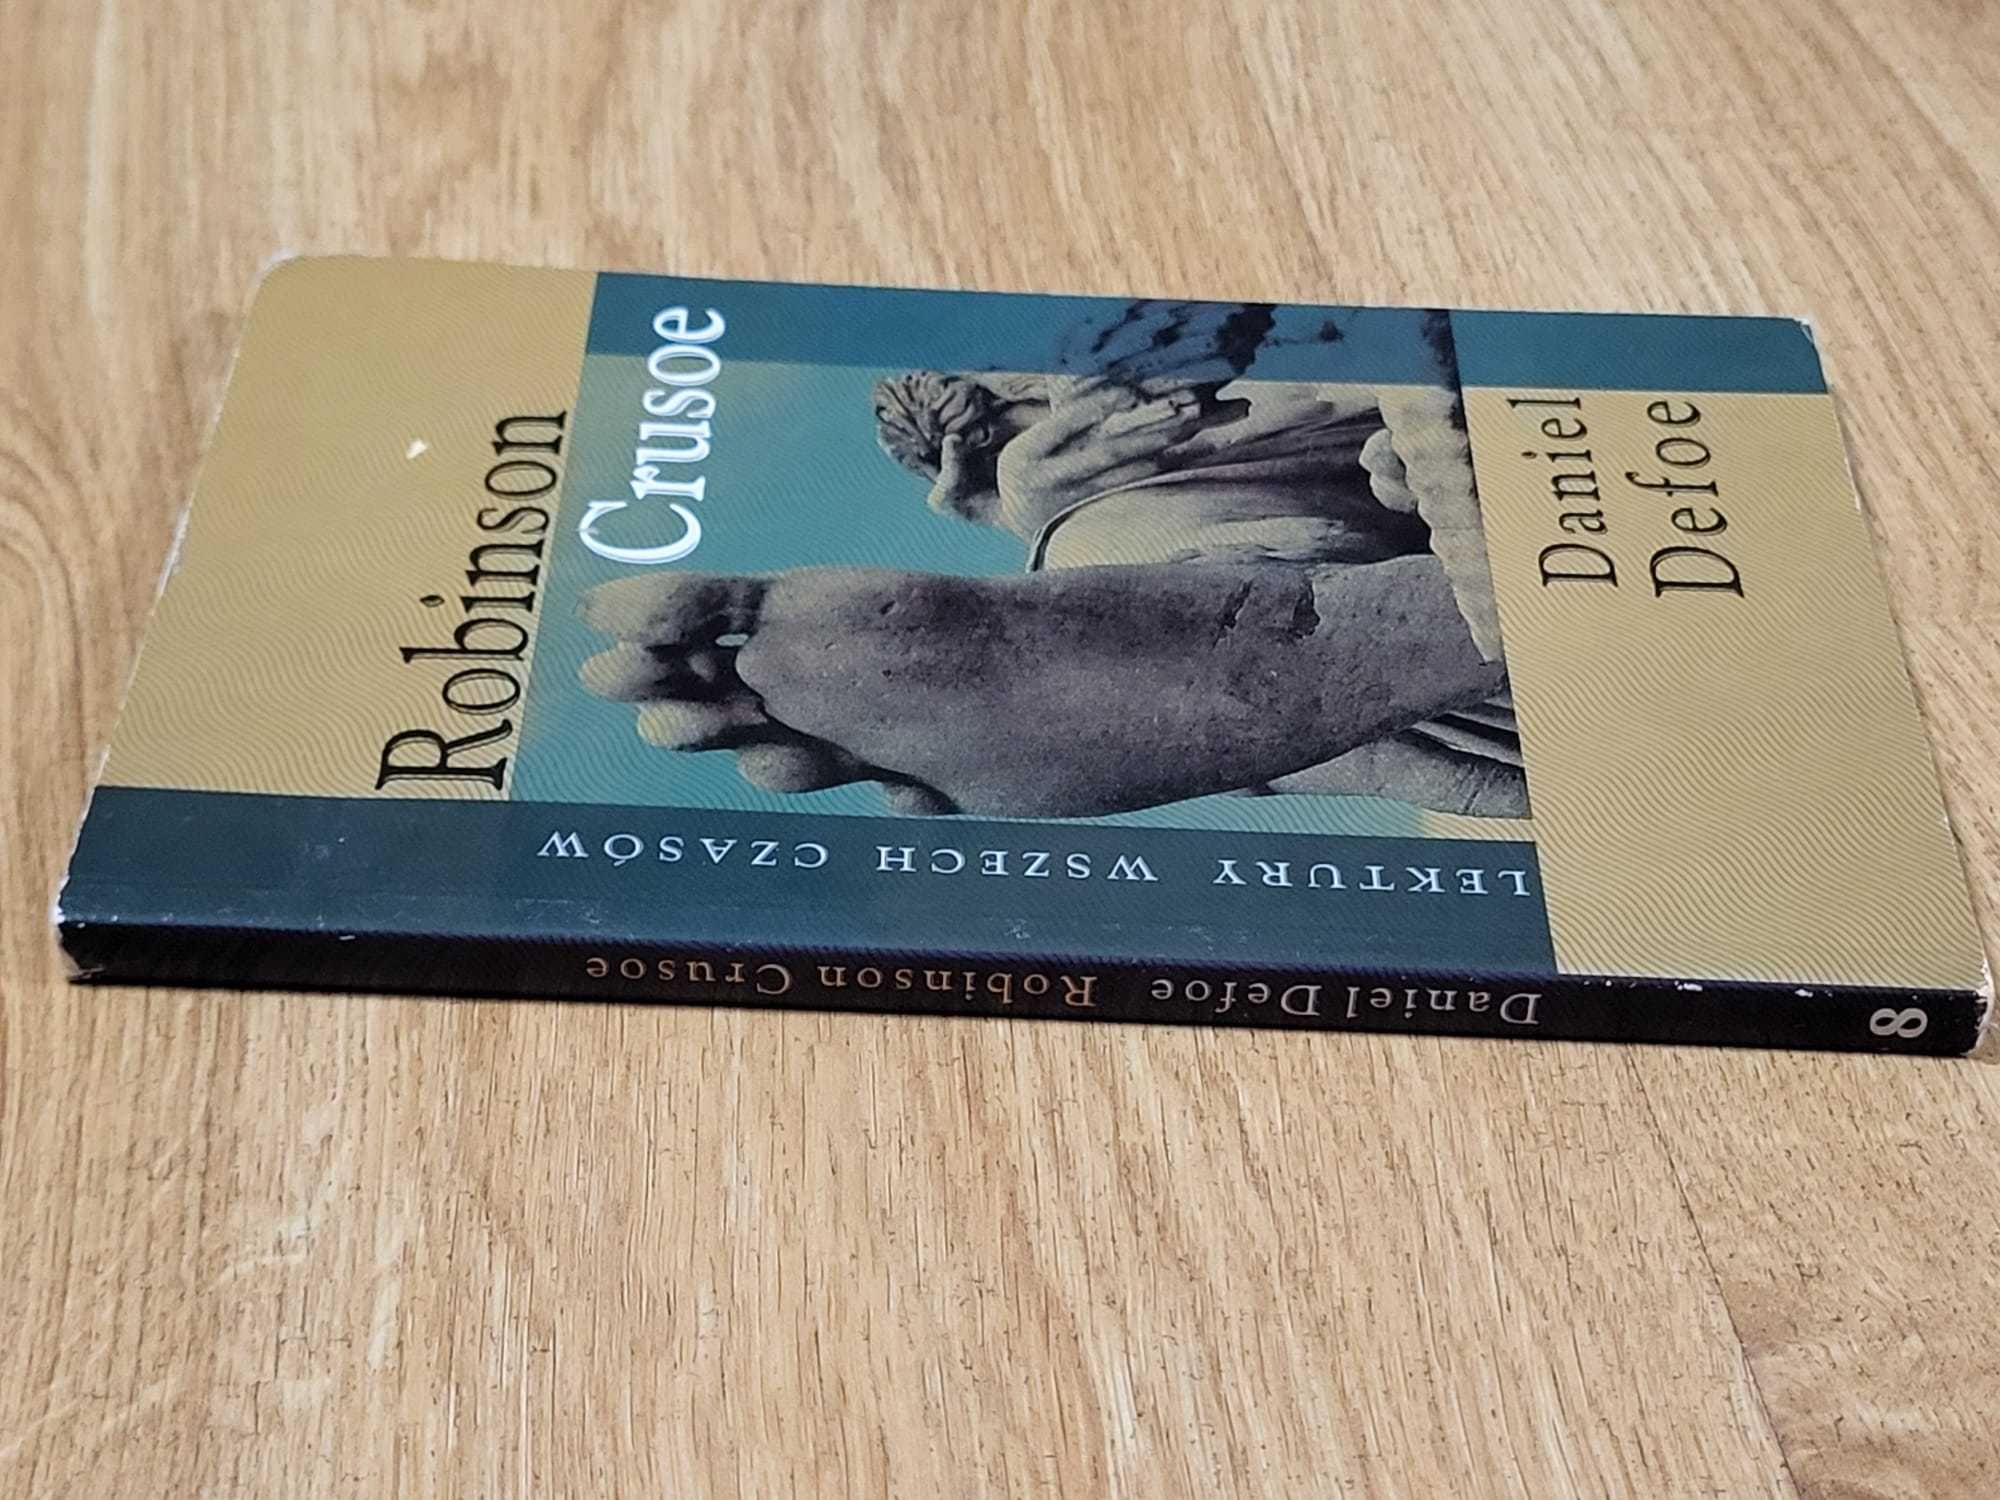 Robinson
Crusoe
Daniel
Defoe
LEKTURY WSZECH CZASÓW
Daniel Defoe Robinson Crusoe
8